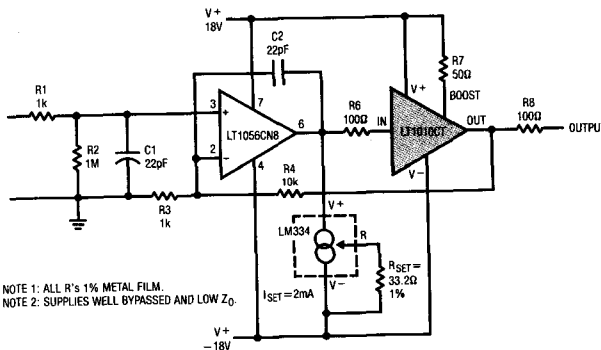 V+
18V
C2
22pF
R7
50Ω
BOOST
R1
1k
3
+
7
V+
R8
100Ω
LT1056CN8
6
R6
100Ω
IN
LT1010CT
OUT
OUTPUT
R2
1M
C1
22pF
2
−
4
R4
10k
V−
R3
1k
V+
LM334
R
V−
RSET=
33.2Ω
1%
ISET=2mA
NOTE 1: ALL R's 1% METAL FILM.
NOTE 2: SUPPLIES WELL BYPASSED AND LOW ZO.
V+
−18V